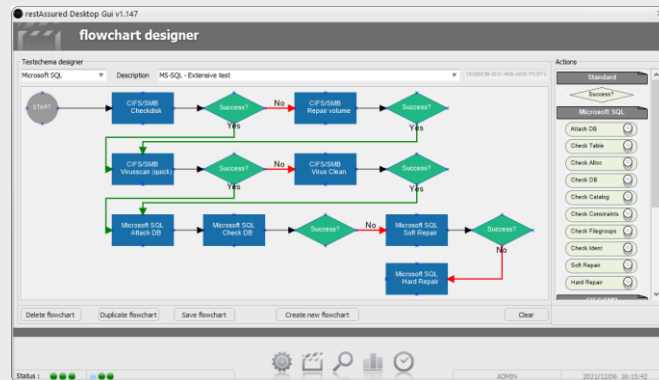 restAssured Desktop Gui v1.147
flowchart designer
Testschema designer
Microsoft SQL
Description
MS-SQL - Extensive test
START
CIFS/SMB
Checkdisk
Success?
No
CIFS/SMB
Repair volume
Success?
Yes
Yes
CIFS/SMB
Virusscan (quick)
Success?
No
CIFS/SMB
Virus Clean
Success?
Yes
Yes
Microsoft SQL
Attach DB
Microsoft SQL
Check DB
Success?
No
Microsoft SQL
Soft Repair
Success?
No
Microsoft SQL
Hard Repair
Actions
Standard
Success?
Microsoft SQL
Attach DB
Check Table
Check Alloc
Check DB
Check Catalog
Check Constraints
Check Filegroups
Check Ident
Soft Repair
Hard Repair
CIFS/SMB
Delete flowchart
Duplicate flowchart
Save flowchart
Create new flowchart
Clear
Status :
ADMIN
2021/12/06 16:15:42